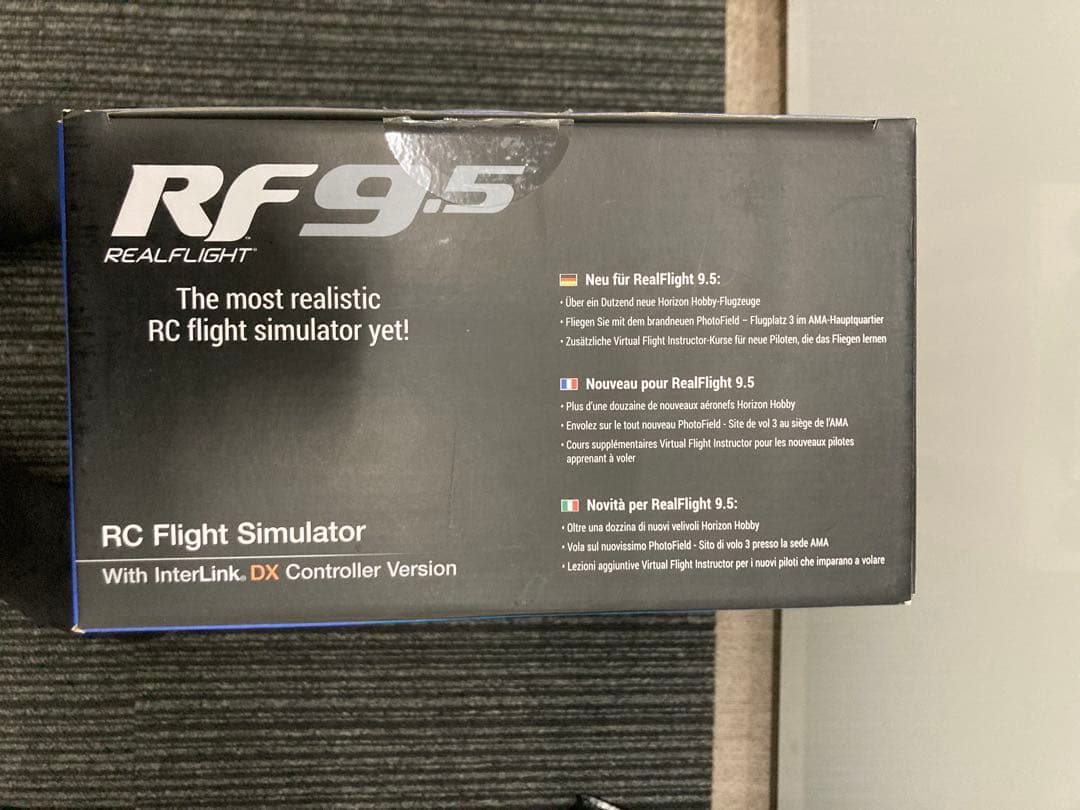 RF9.5
REALFLIGHT
The most realistic
RC flight simulator yet!
RC Flight Simulator
With InterLink® DX Controller Version
Neu für RealFlight 9.5:
• Über ein Dutzend neue Horizon Hobby-Flugzeuge
• Fliegen Sie mit dem brandneuen PhotoField – Flugplatz 3 im AMA-Hauptquartier
• Zusätzliche Virtual Flight Instructor-Kurse für neue Piloten, die das Fliegen lernen
Nouveau pour RealFlight 9.5
• Plus d'une douzaine de nouveaux aéronefs Horizon Hobby
• Envolez sur le tout nouveau PhotoField - Site de vol 3 au siège de l'AMA
• Cours supplémentaires Virtual Flight Instructor pour les nouveaux pilotes
apprenant à voler
Novità per RealFlight 9.5:
• Oltre una dozzina di nuovi velivoli Horizon Hobby
• Vola sul nuovissimo PhotoField - Sito di volo 3 presso la sede AMA
• Lezioni aggiuntive Virtual Flight Instructor per i nuovi piloti che imparano a volare